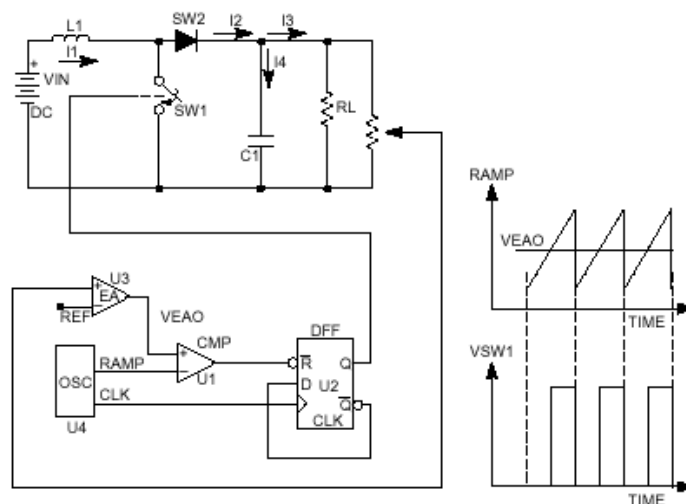 L1
SW2
I2
I3
I1
I4
+
VIN
DC
SW1
RL
C1
RAMP
VEAO
TIME
U3
+
EA
−
REF
VEAO
CMP
DFF
RAMP
+
−
U1
R
Q
D
U2
OSC
CLK
Q
CLK
U4
VSW1
TIME